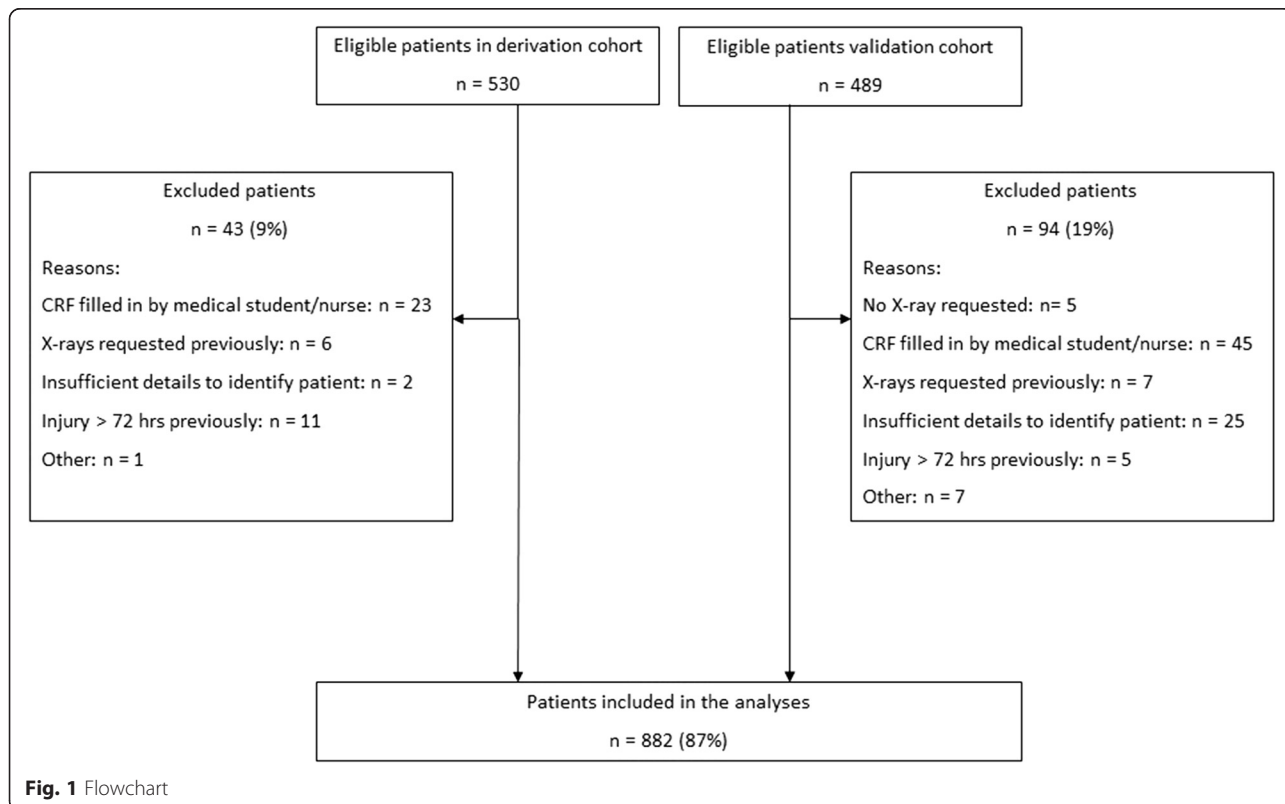 Eligible patients in derivation cohort
n = 530
Eligible patients validation cohort
n = 489
Excluded patients
n = 43 (9%)
Reasons:
CRF filled in by medical student/nurse: n = 23
X-rays requested previously: n = 6
Insufficient details to identify patient: n = 2
Injury > 72 hrs previously: n = 11
Other: n = 1
Excluded patients
n = 94 (19%)
Reasons:
No X-ray requested: n= 5
CRF filled in by medical student/nurse: n = 45
X-rays requested previously: n = 7
Insufficient details to identify patient: n = 25
Injury > 72 hrs previously: n = 5
Other: n = 7
Patients included in the analyses
n = 882 (87%)
Fig. 1 Flowchart